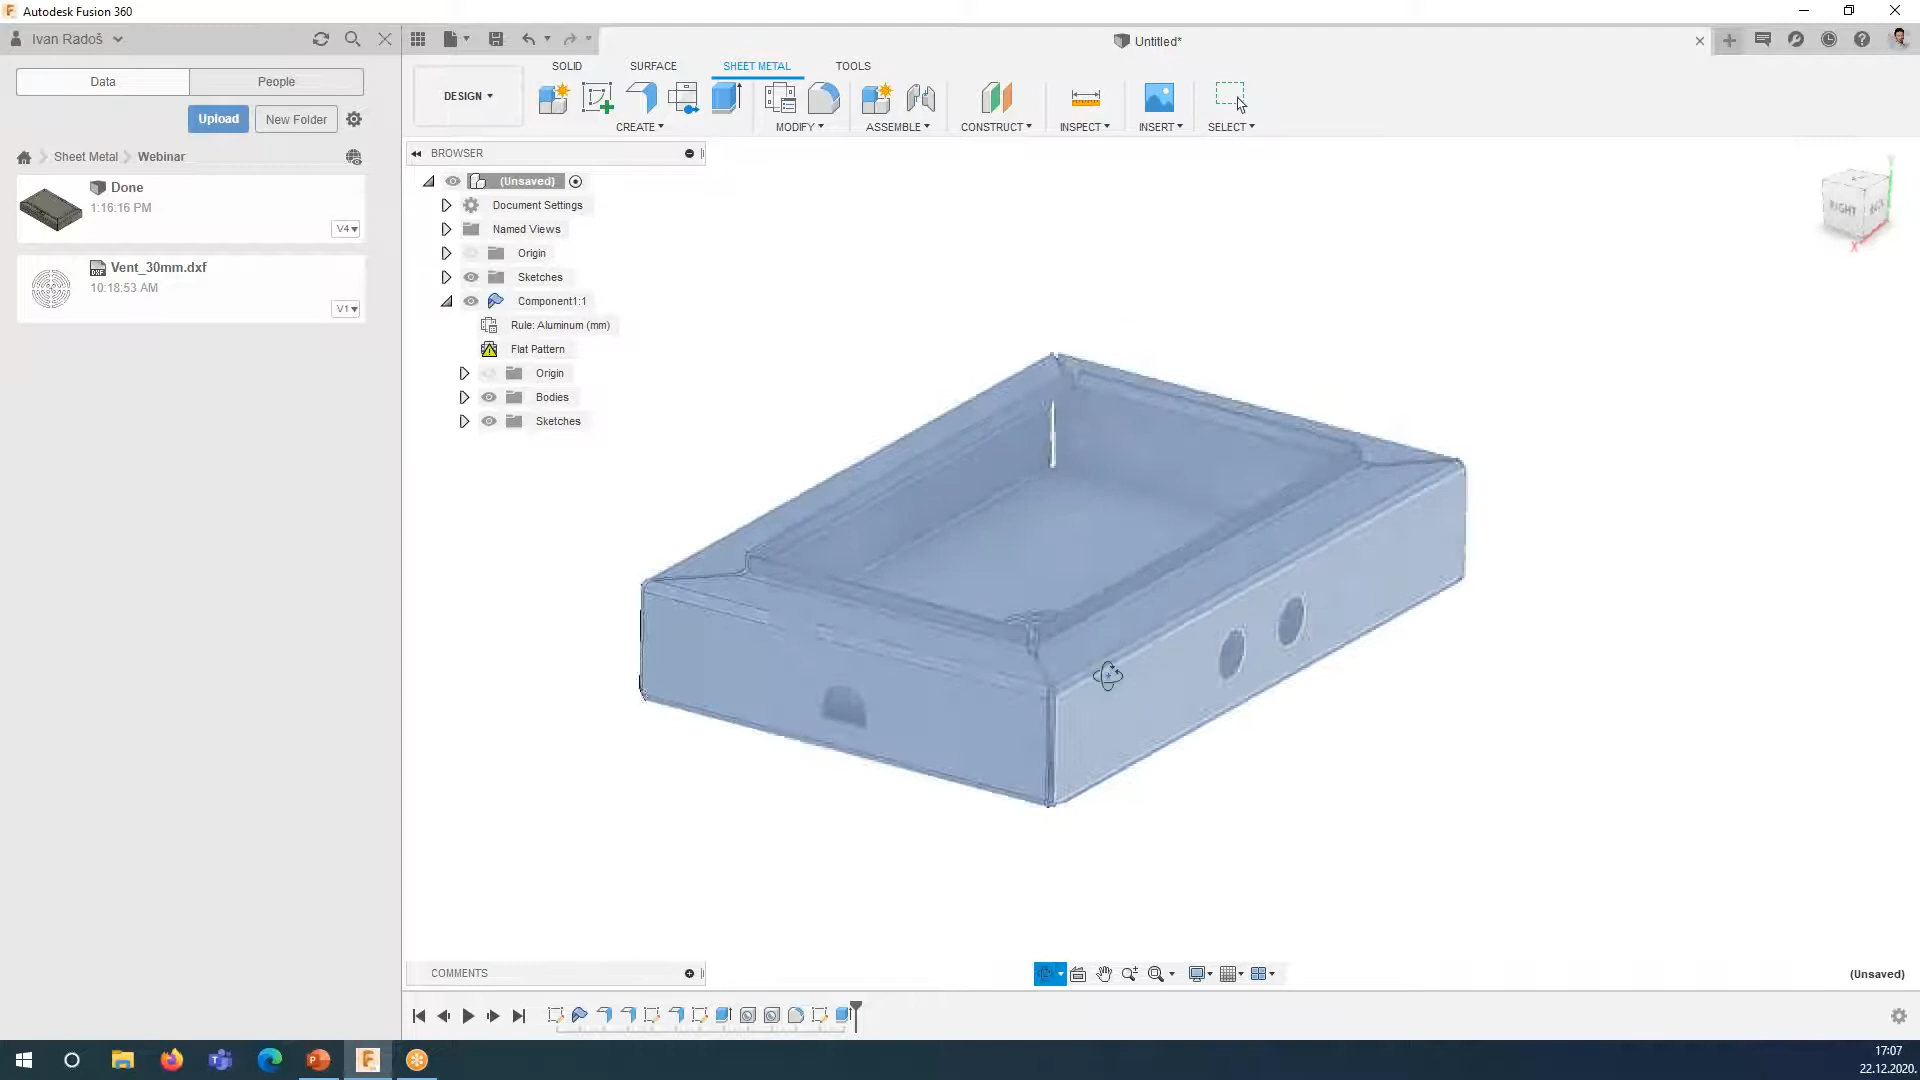 Autodesk Fusion 360
Ivan Radoš
Untitled*
Data
People
Upload
New Folder
Sheet Metal
Webinar
Done
1:16:16 PM
V4
Vent_30mm.dxf
10:18:53 AM
V1
SOLID
SURFACE
SHEET METAL
TOOLS
DESIGN
CREATE
MODIFY
ASSEMBLE
CONSTRUCT
INSPECT
INSERT
SELECT
BROWSER
(Unsaved)
Document Settings
Named Views
Origin
Sketches
Component1:1
Rule: Aluminum (mm)
Flat Pattern
Origin
Bodies
Sketches
RIGHT
X
COMMENTS
(Unsaved)
17:07
22.12.2020.